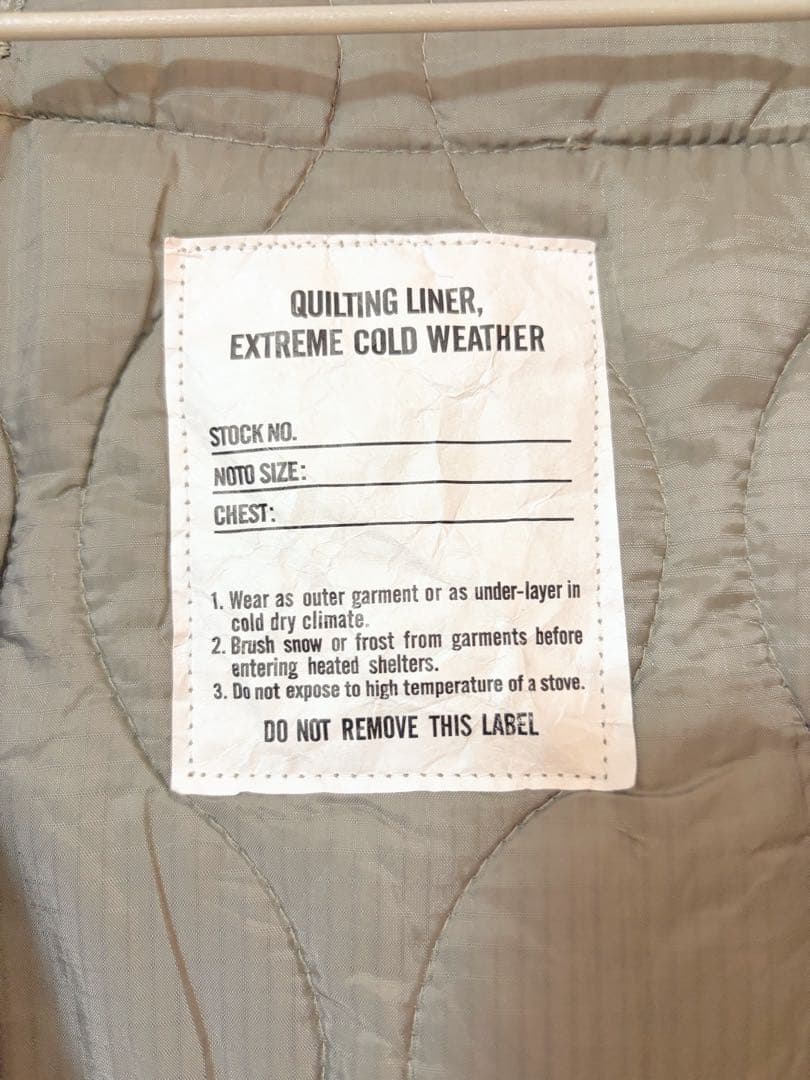 QUILTING LINER,
EXTREME COLD WEATHER
STOCK NO.
NOTO SIZE:
CHEST:
1. Wear as outer garment or as under-layer in
cold dry climate.
2. Brush snow or frost from garments before
entering heated shelters.
3. Do not expose to high temperature of a stove.
DO NOT REMOVE THIS LABEL